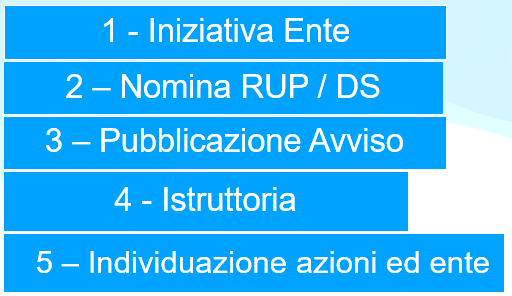 1 - Iniziativa Ente
2 – Nomina RUP / DS
3 – Pubblicazione Avviso
4 - Istruttoria
5 – Individuazione azioni ed ente